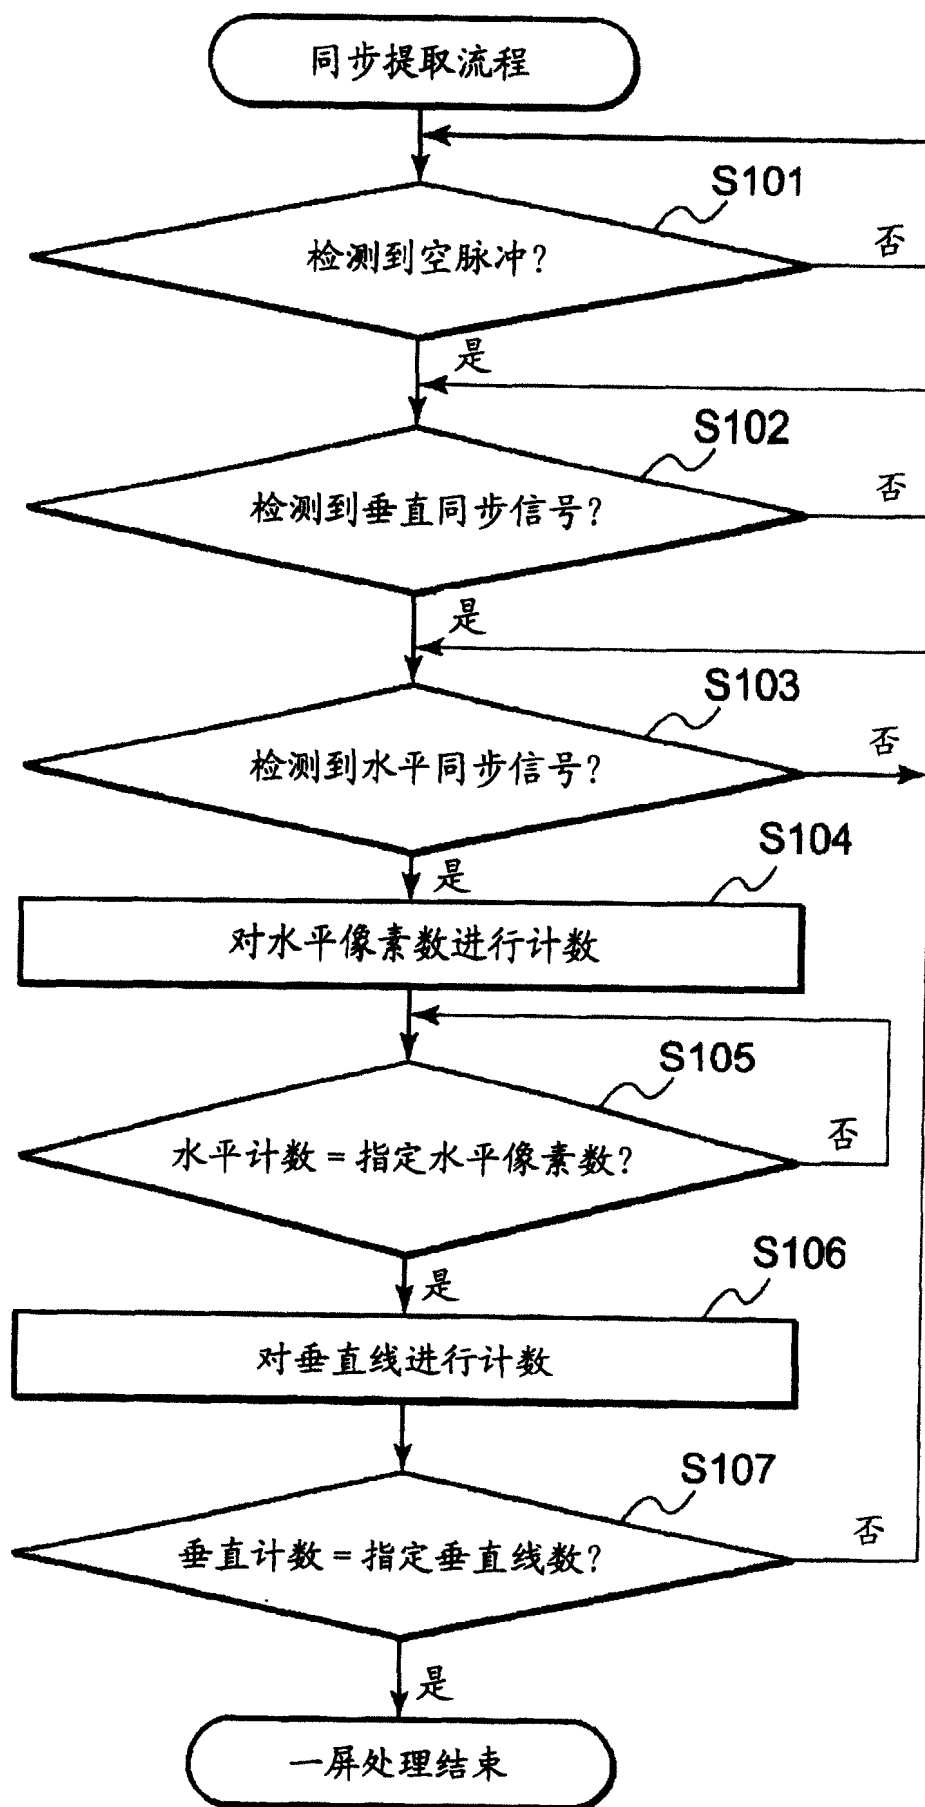 同步提取流程
S101
检测到空脉冲?
否
是
S102
检测到垂直同步信号?
否
是
S103
检测到水平同步信号?
否
是
S104
对水平像素数进行计数
S105
水平计数=指定水平像素数?
否
是
S106
对垂直线进行计数
S107
垂直计数=指定垂直线数?
否
是
一屏处理结束